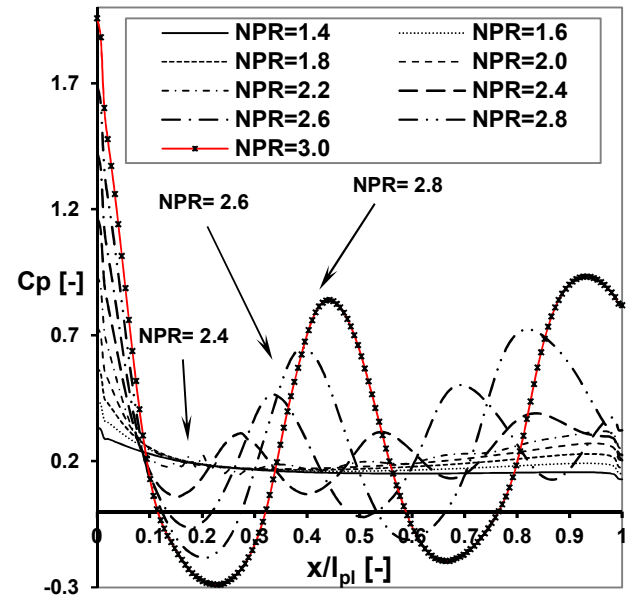 1.7
NPR=1.4 NPR=1.6
NPR=1.8 NPR=2.0
NPR=2.2 NPR=2.4
NPR=2.6 NPR=2.8
NPR=3.0
1.2
NPR= 2.6
NPR= 2.8
Cp [-]
0.7
NPR= 2.4
0.2
0 0.1 0.2 0.3 0.4 0.5 0.6 0.7 0.8 0.9 1
x/lpl [-]
-0.3